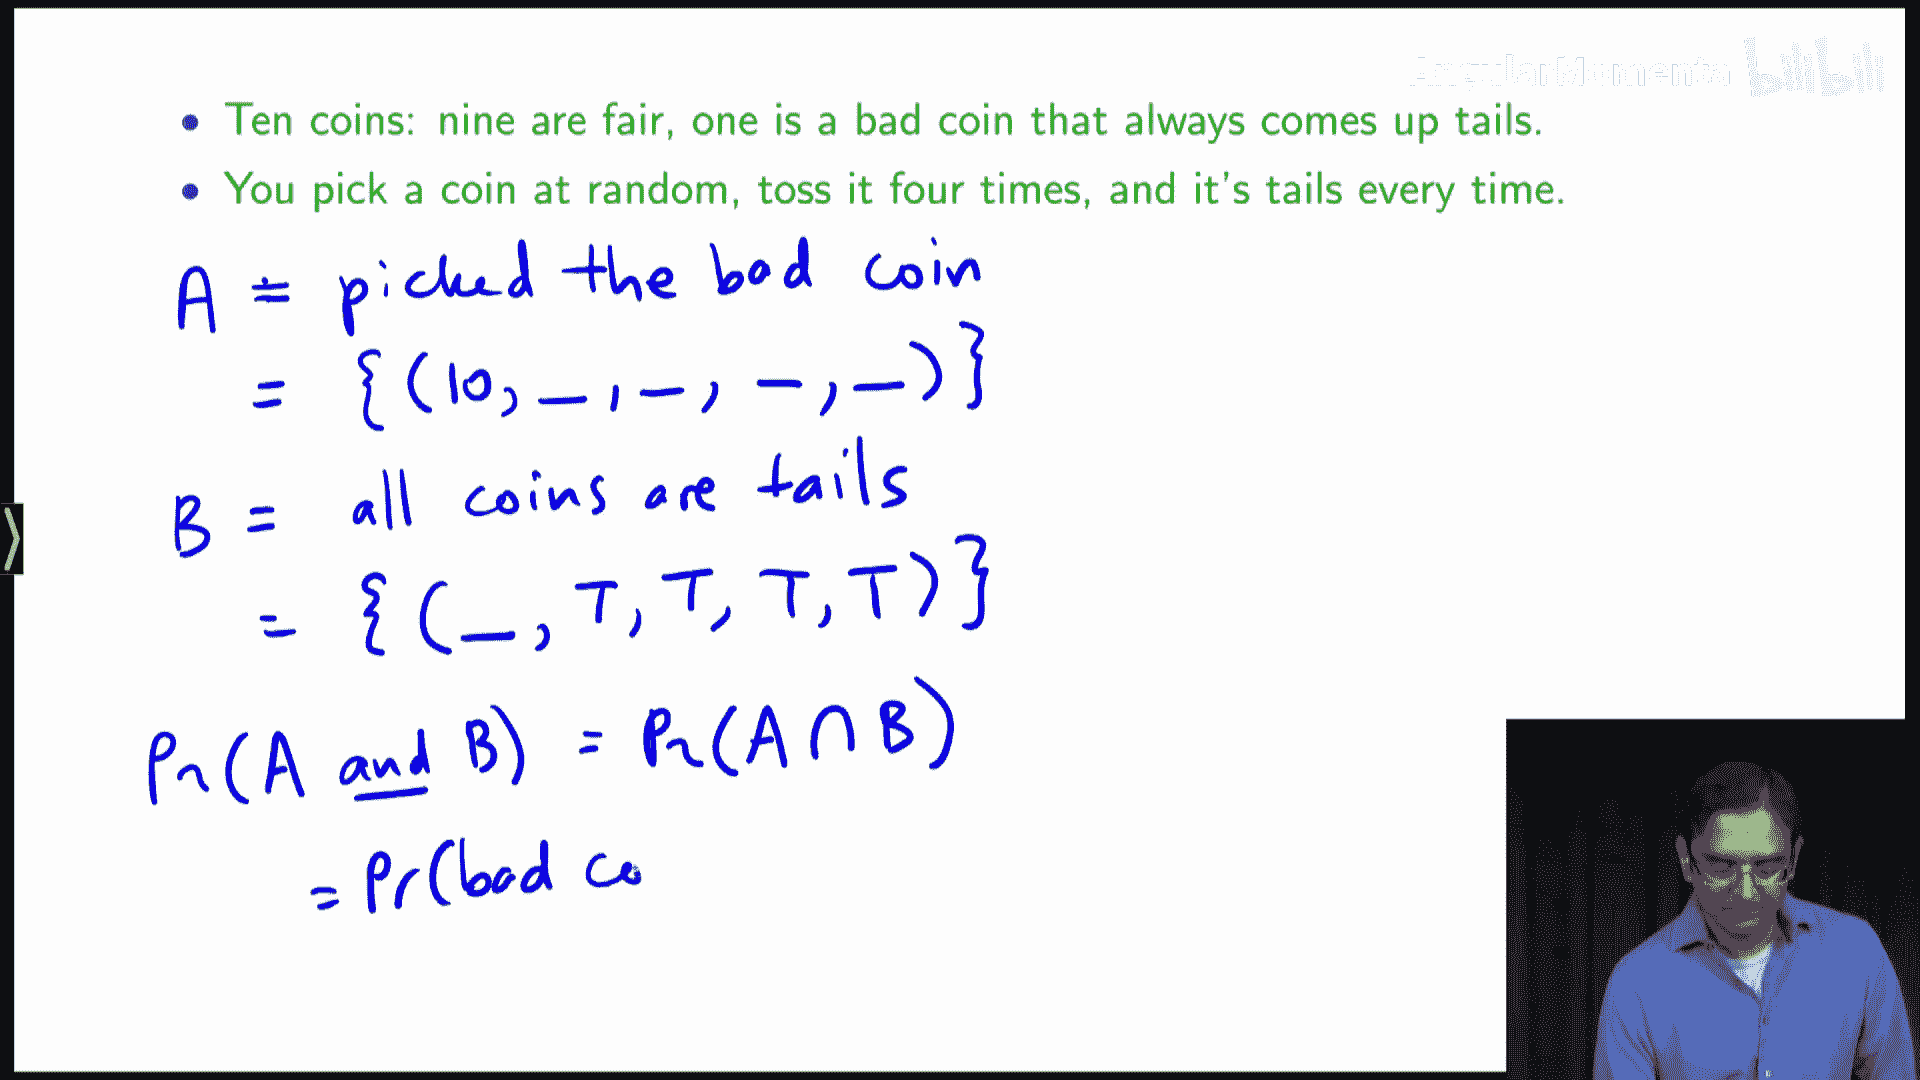 AngularMomenta bilibili
• Ten coins: nine are fair, one is a bad coin that always comes up tails.
• You pick a coin at random, toss it four times, and it's tails every time.
A = picked the bad coin
= {(10, _, _, _, _)}
B = all coins are tails
= {(_, T, T, T, T)}
Pr(A and B) = Pr(A ∩ B)
= Pr(bad co